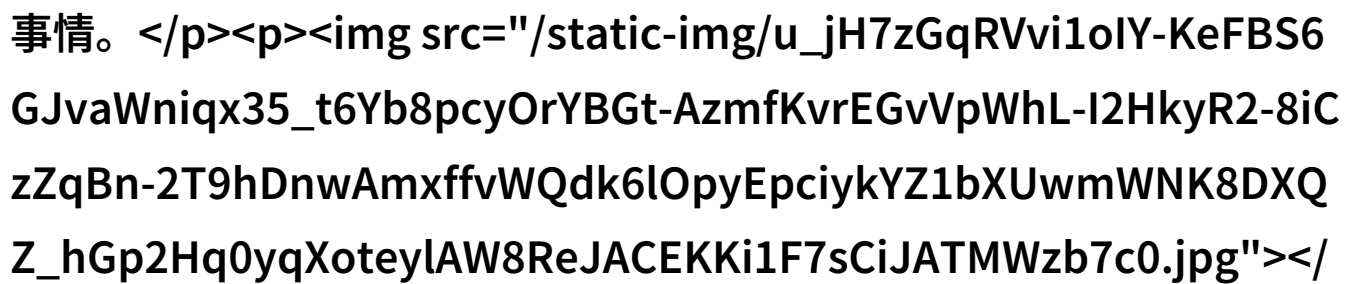 事情。</p><p><img src="/static-img/u_jH7zGqRVvi1oIY-KeFBS6
GJvaWniqx35_t6Yb8pcyOrYBGt-AzmfKvrEGvVpWhL-I2HkyR2-8iC
zZqBn-2T9hDnwAmxffvWQdk6lOpyEpciykYZ1bXUwmWNK8DXQ
Z_hGp2Hq0yqXoteylAW8ReJACEKKi1F7sCiJATMWzb7c0.jpg"></